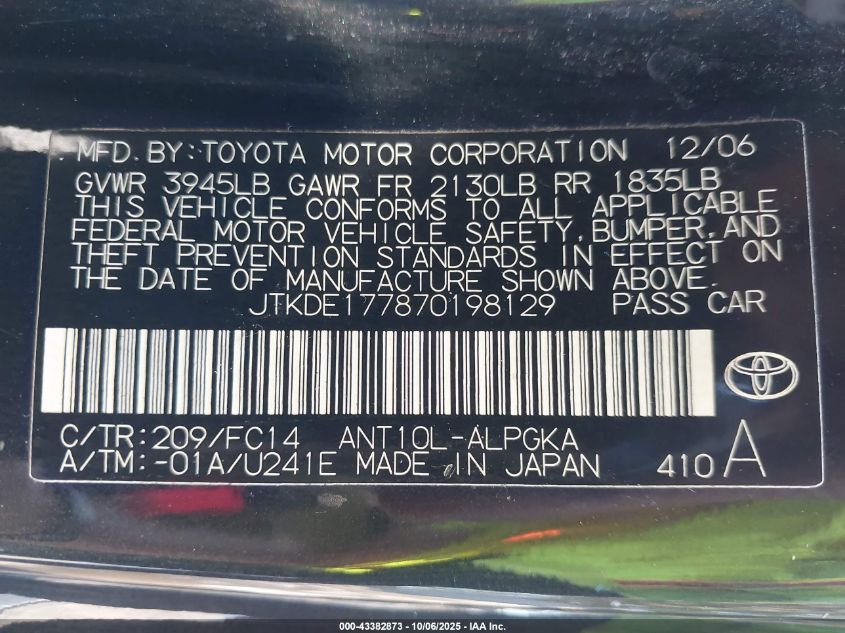 MFD. BY: TOYOTA MOTOR CORPORATION 12/06
GVWR 3945LB GAWR FR 2130LB RR 1835LB
THIS VEHICLE CONFORMS TO ALL APPLICABLE
FEDERAL MOTOR VEHICLE SAFETY, BUMPER, AND
THEFT PREVENTION STANDARDS IN EFFECT ON
THE DATE OF MANUFACTURE SHOWN ABOVE.
JTKDE177870198129 PASS CAR
C/TR: 209/FC14 ANT10L-ALPGKA
A/TM: -01A/U241E MADE IN JAPAN 410 A
000-43382873 - 10/06/2025 - IAA Inc.